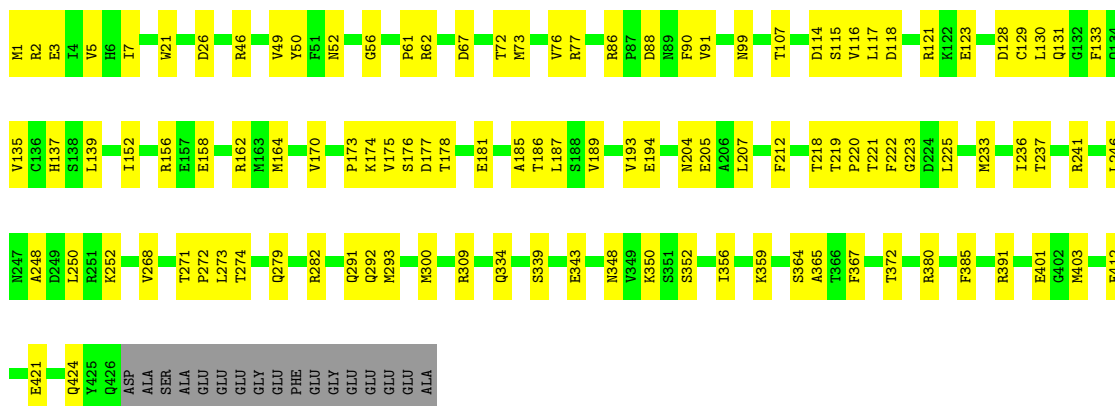 M1 R2 E3 I4 V5 H6 I7 W21 D26 R46 V49 Y50 F51 N52 G56 P61 R62 D67 T72 M73 V76 R77 R86 P87 D88 N89 F90 V91 N99 T107 D114 S115 V116 L117 D118 R121 K122 E123 D128 C129 L130 Q131 G132 F133
V135 C136 H137 S138 L139 I152 R156 E157 E158 R162 M163 M164 V170 P173 K174 V175 S176 D177 T178 E181 A185 T186 L187 S188 V189 V193 E194 N204 E205 A206 L207 F212 T218 T219 P220 T221 F222 G223 D224 L225 M233 I236 T237 R241
N247 A248 D249 L250 R251 K252 V268 T271 P272 L273 T274 Q279 R282 Q291 Q292 M293 M300 R309 Q334 S339 E343 N348 V349 K350 S351 S352 I356 K359 S364 A365 T366 F367 T372 R380 F385 R391 E401 G402 M403
E421 Q424 Y425 Q426 ASP ALA SER ALA GLU GLU GLU GLY GLU PHE GLU GLY GLU GLU GLU GLU ALA